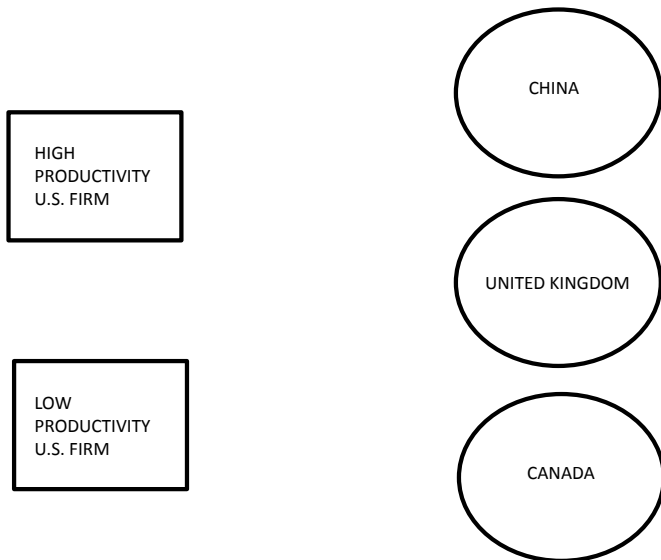 CHINA
HIGH
PRODUCTIVITY
U.S. FIRM
UNITED KINGDOM
LOW
PRODUCTIVITY
U.S. FIRM
CANADA